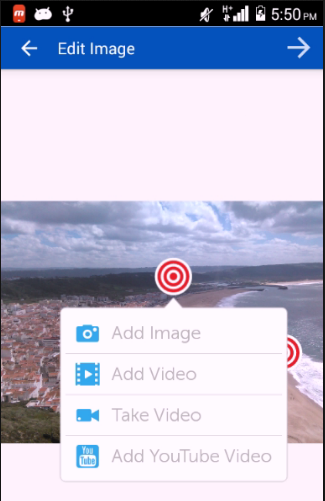 H+ 5:50 PM
Edit Image
Add Image
Add Video
Take Video
You Tube Add YouTube Video